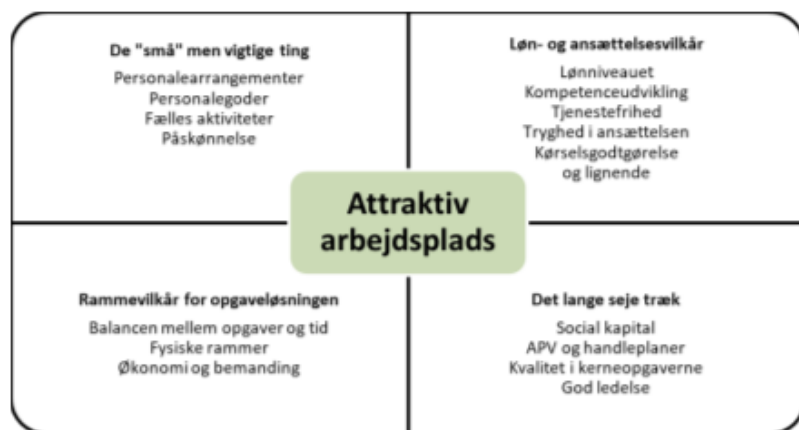 De "små" men vigtige ting
Personalearrangementer
Personalegoder
Fælles aktiviteter
Påskønnelse
Løn- og ansættelsesvilkår
Lønniveauet
Kompetenceudvikling
Tjenestefrihed
Tryghed i ansættelsen
Kørselsgodtgørelse
og lignende
Attraktiv
arbejdsplads
Rammevilkår for opgaveløsningen
Balancen mellem opgaver og tid
Fysiske rammer
Økonomi og bemanding
Det lange seje træk
Social kapital
APV og handleplaner
Kvalitet i kerneopgaverne
God ledelse